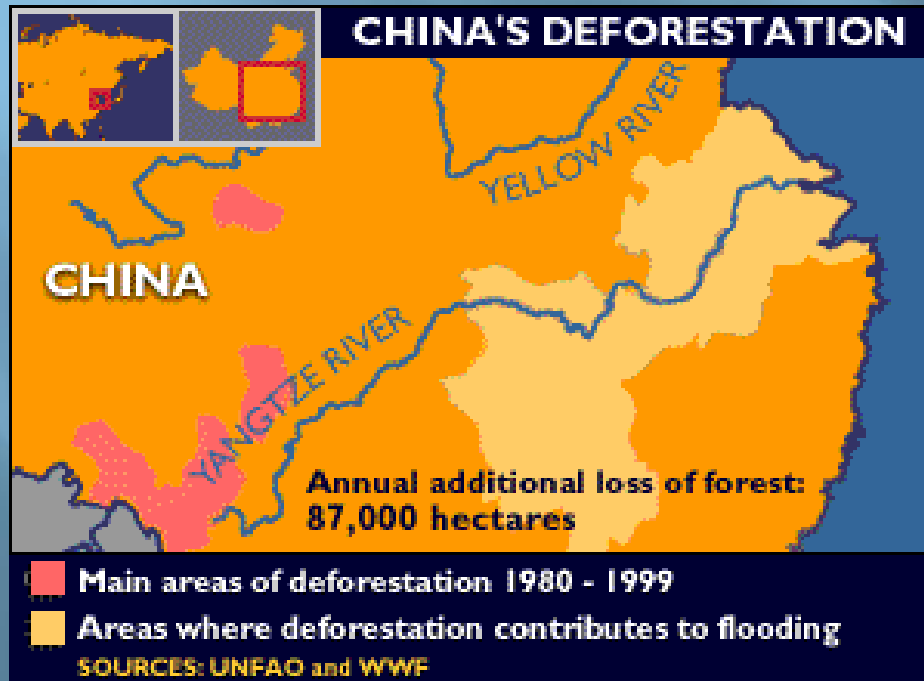 CHINA'S DEFORESTATION
YELLOW RIVER
CHINA
YANGTZE RIVER
Annual additional loss of forest:
87,000 hectares
Main areas of deforestation 1980 - 1999
Areas where deforestation contributes to flooding
SOURCES: UNFAO and WWF